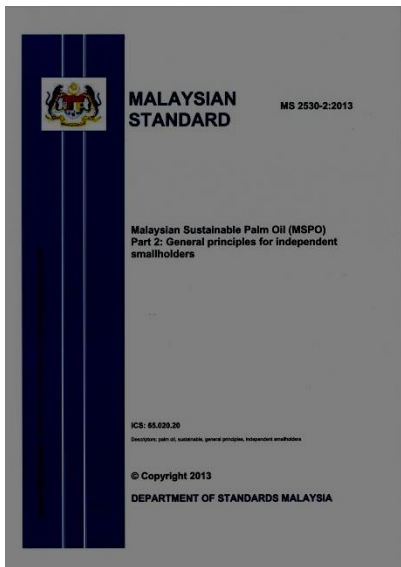 MALAYSIAN
STANDARD
MS 2530-2:2013
Malaysian Sustainable Palm Oil (MSPO)
Part 2: General principles for independent
smallholders
ICS: 65.020.20
Descriptors: palm oil, sustainable, general principles, independent smallholders
© Copyright 2013
DEPARTMENT OF STANDARDS MALAYSIA